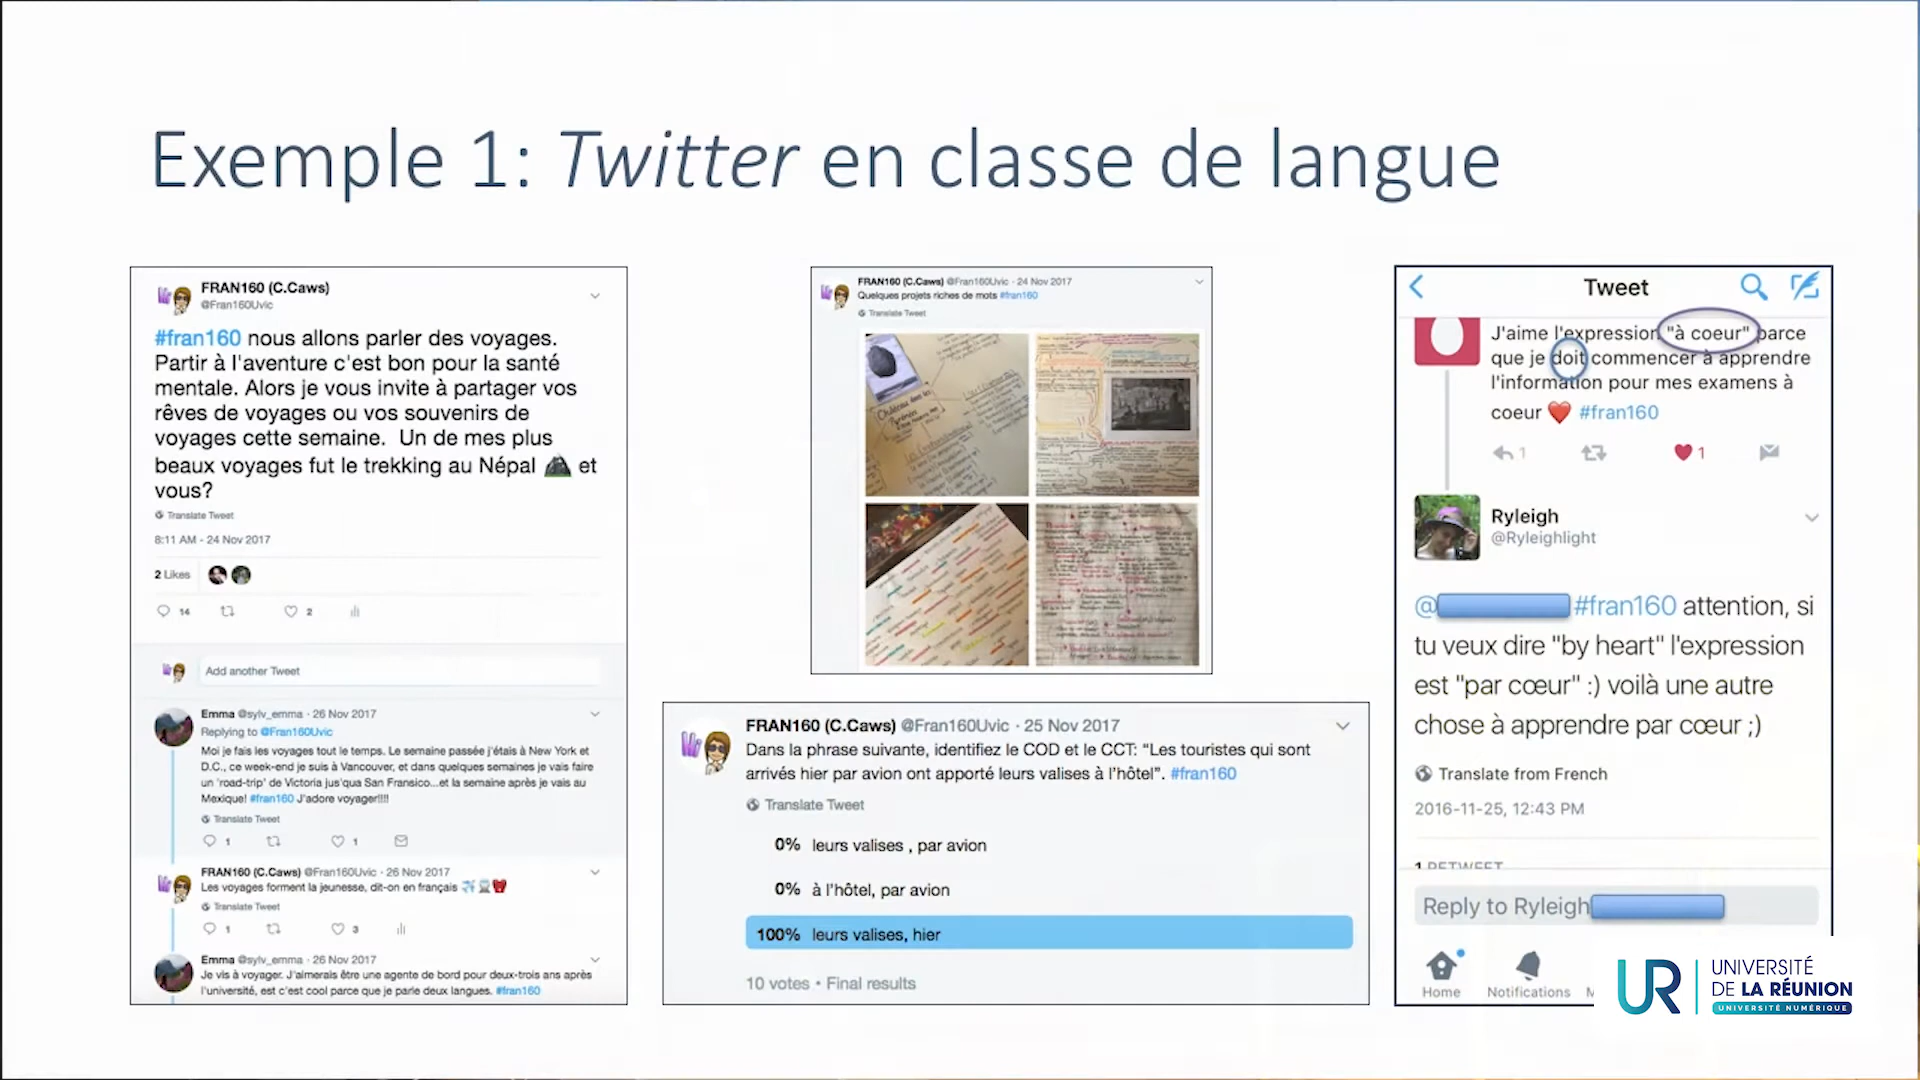 Exemple 1: Twitter en classe de langue
FRAN160 (C.Caws)
@Fran160Uvic
#fran160 nous allons parler des voyages.
Partir à l'aventure c'est bon pour la santé
mentale. Alors je vous invite à partager vos
rêves de voyages ou vos souvenirs de
voyages cette semaine. Un de mes plus
beaux voyages fut le trekking au Népal et
vous?
Translate Tweet
8:11 AM - 24 Nov 2017
2 Likes
14
2
Add another Tweet
Emma @sylv_emma · 26 Nov 2017
Replying to @Fran160Uvic
Moi je fais les voyages tout le temps. Le semaine passée j'étais à New York et
D.C., ce week-end je suis à Vancouver, et dans quelques semaines je vais faire
un 'road-trip' de Victoria jus'qua San Fransico...et la semaine après je vais au
Mexique! #fran160 J'adore voyager!!!!
Translate Tweet
1
1
FRAN160 (C.Caws) @Fran160Uvic · 26 Nov 2017
Les voyages forment la jeunesse, dit-on en français
Translate Tweet
1
3
Emma @sylv_emma · 26 Nov 2017
Je vis à voyager. J'aimerais être une agente de bord pour deux-trois ans après
l'université, est c'est cool parce que je parle deux langues. #fran160
FRAN160 (C.Caws) @Fran160Uvic · 24 Nov 2017
Quelques projets riches de mots #fran160
Translate Tweet
FRAN160 (C.Caws) @Fran160Uvic · 25 Nov 2017
Dans la phrase suivante, identifiez le COD et le CCT: “Les touristes qui sont
arrivés hier par avion ont apporté leurs valises à l'hôtel”. #fran160
Translate Tweet
0% leurs valises , par avion
0% à l'hôtel, par avion
100% leurs valises, hier
10 votes • Final results
Tweet
J'aime l'expression "à coeur" parce
que je doit commencer à apprendre
l'information pour mes examens à
coeur ❤️ #fran160
1
1
Ryleigh
@Ryleighlight
@ #fran160 attention, si
tu veux dire "by heart" l'expression
est "par cœur" :) voilà une autre
chose à apprendre par cœur ;)
Translate from French
2016-11-25, 12:43 PM
1 RETWEET
Reply to Ryleigh
Home
Notifications
UR
UNIVERSITÉ
DE LA RÉUNION
UNIVERSITÉ NUMÉRIQUE